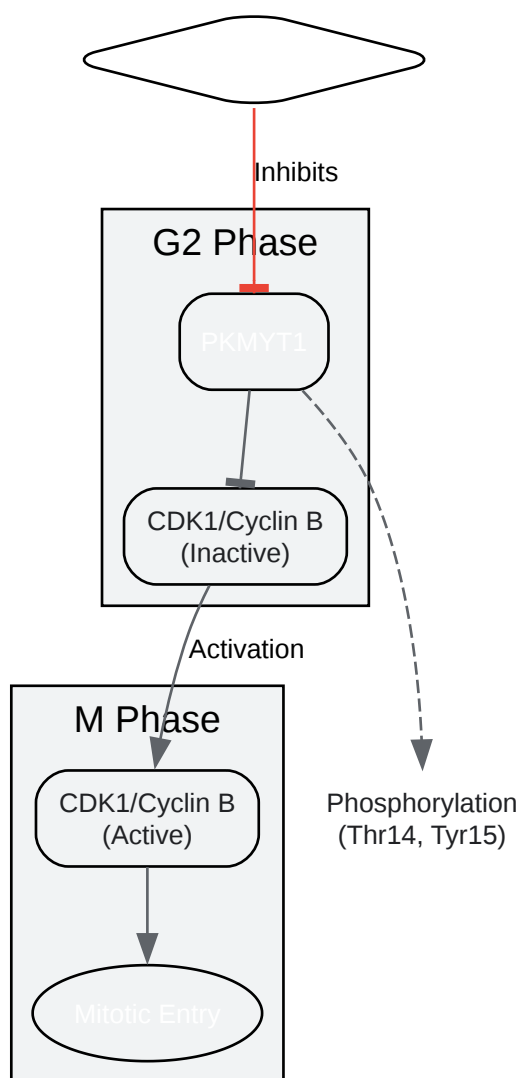 Inhibits
G2 Phase
PKMYT1
CDK1/Cyclin B
(Inactive)
Activation
M Phase
CDK1/Cyclin B
(Active)
Phosphorylation
(Thr14, Tyr15)
Mitotic Entry